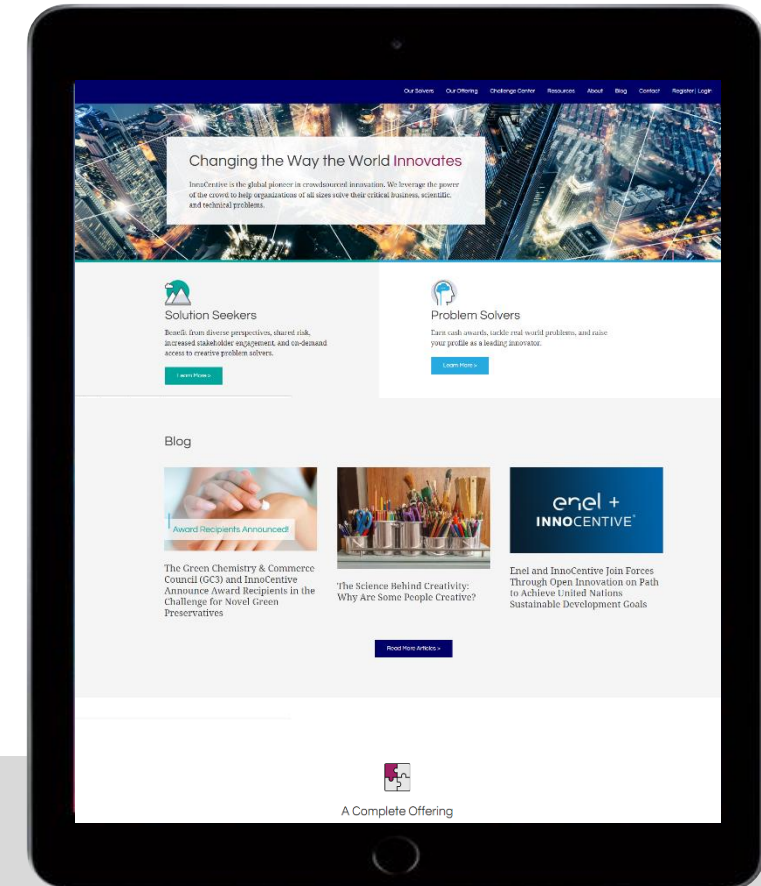 Our Solvers Our Offering Challenge Center Resources About Blog Contact Register | Login
Changing the Way the World Innovates
InnoCentive is the global pioneer in crowdsourced innovation. We leverage the power
of the crowd to help organizations of all sizes solve their critical business, scientific,
and technical problems.
Solution Seekers
Benefit from diverse perspectives, shared risk,
increased stakeholder engagement, and on-demand
access to creative problem solvers.
Learn More >
Problem Solvers
Earn cash awards, tackle real world problems, and raise
your profile as a leading innovator.
Learn More >
Blog
Award Recipients Announced!
The Green Chemistry & Commerce
Council (GC3) and InnoCentive
Announce Award Recipients in the
Challenge for Novel Green
Preservatives
The Science Behind Creativity:
Why Are Some People Creative?
enel +
INNOCENTIVE™
Enel and InnoCentive Join Forces
Through Open Innovation on Path
to Achieve United Nations
Sustainable Development Goals
Read More Articles >
A Complete Offering